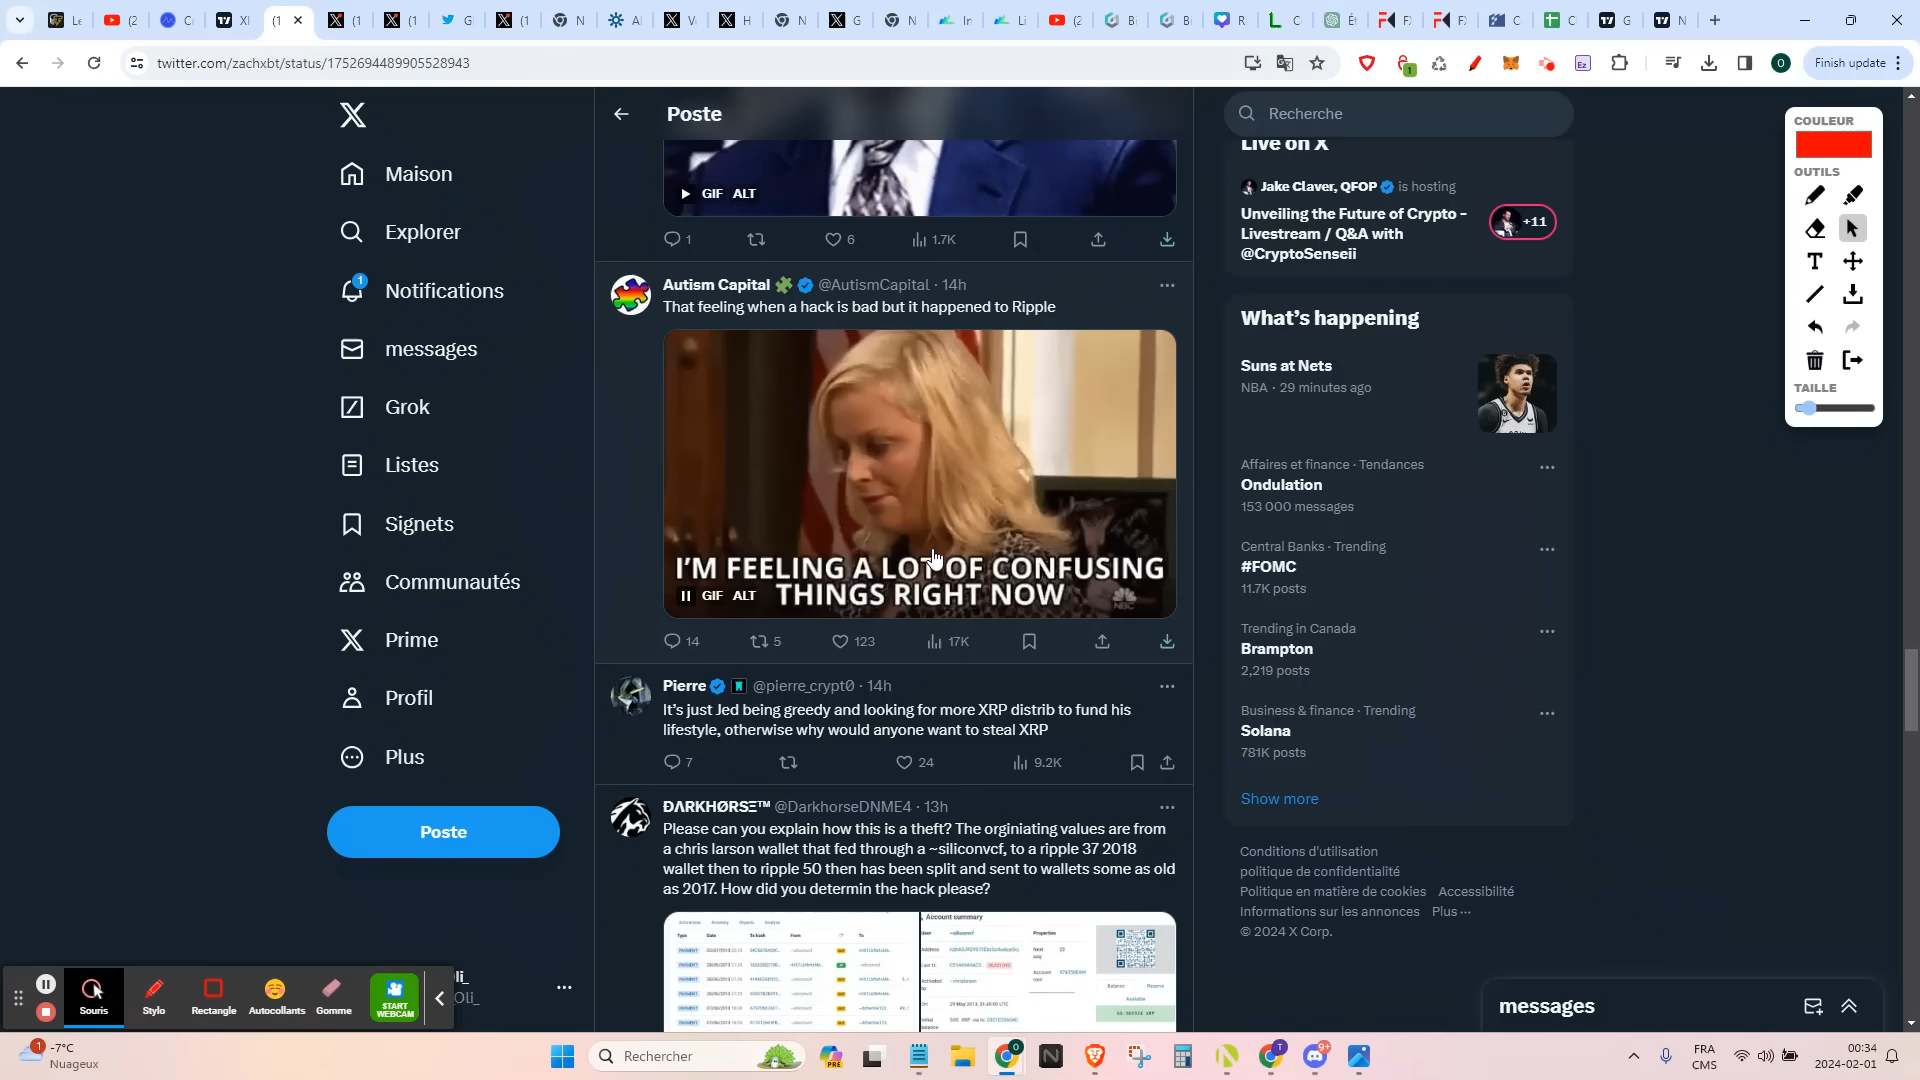 twitter.com/zachxbt/status/1752694489905528943
Finish update
Maison
Explorer
1
Notifications
messages
Grok
Listes
Signets
Communautés
Prime
Profil
Plus
Poste
Poste
GIF ALT
1
6
1.7K
Autism Capital @AutismCapital · 14h
That feeling when a hack is bad but it happened to Ripple
I'M FEELING A LOT OF CONFUSING
THINGS RIGHT NOW
GIF ALT
NBC
14
5
123
17K
Pierre @pierre_crypt0 · 14h
It's just Jed being greedy and looking for more XRP distrib to fund his
lifestyle, otherwise why would anyone want to steal XRP
7
24
9.2K
ÐΛRKHØRSΞ™ @DarkhorseDNME4 · 13h
Please can you explain how this is a theft? The orginiating values are from
a chris larson wallet that fed through a ~siliconvcf, to a ripple 37 2018
wallet then to ripple 50 then has been split and sent to wallets some as old
as 2017. How did you determin the hack please?
Account summary
Recherche
Live on X
Jake Claver, QFOP is hosting
Unveiling the Future of Crypto -
Livestream / Q&A with
@CryptoSenseii
+11
What's happening
Suns at Nets
NBA · 29 minutes ago
Affaires et finance · Tendances
Ondulation
153 000 messages
Central Banks · Trending
#FOMC
11.7K posts
Trending in Canada
Brampton
2,219 posts
Business & finance · Trending
Solana
781K posts
Show more
Conditions d'utilisation
politique de confidentialité
Politique en matière de cookies Accessibilité
Informations sur les annonces Plus ···
© 2024 X Corp.
messages
COULEUR
OUTILS
TAILLE
Souris
Stylo
Rectangle
Autocollants
Gomme
START
WEBCAM
-7°C
Nuageux
Rechercher
FRA
CMS
00:34
2024-02-01